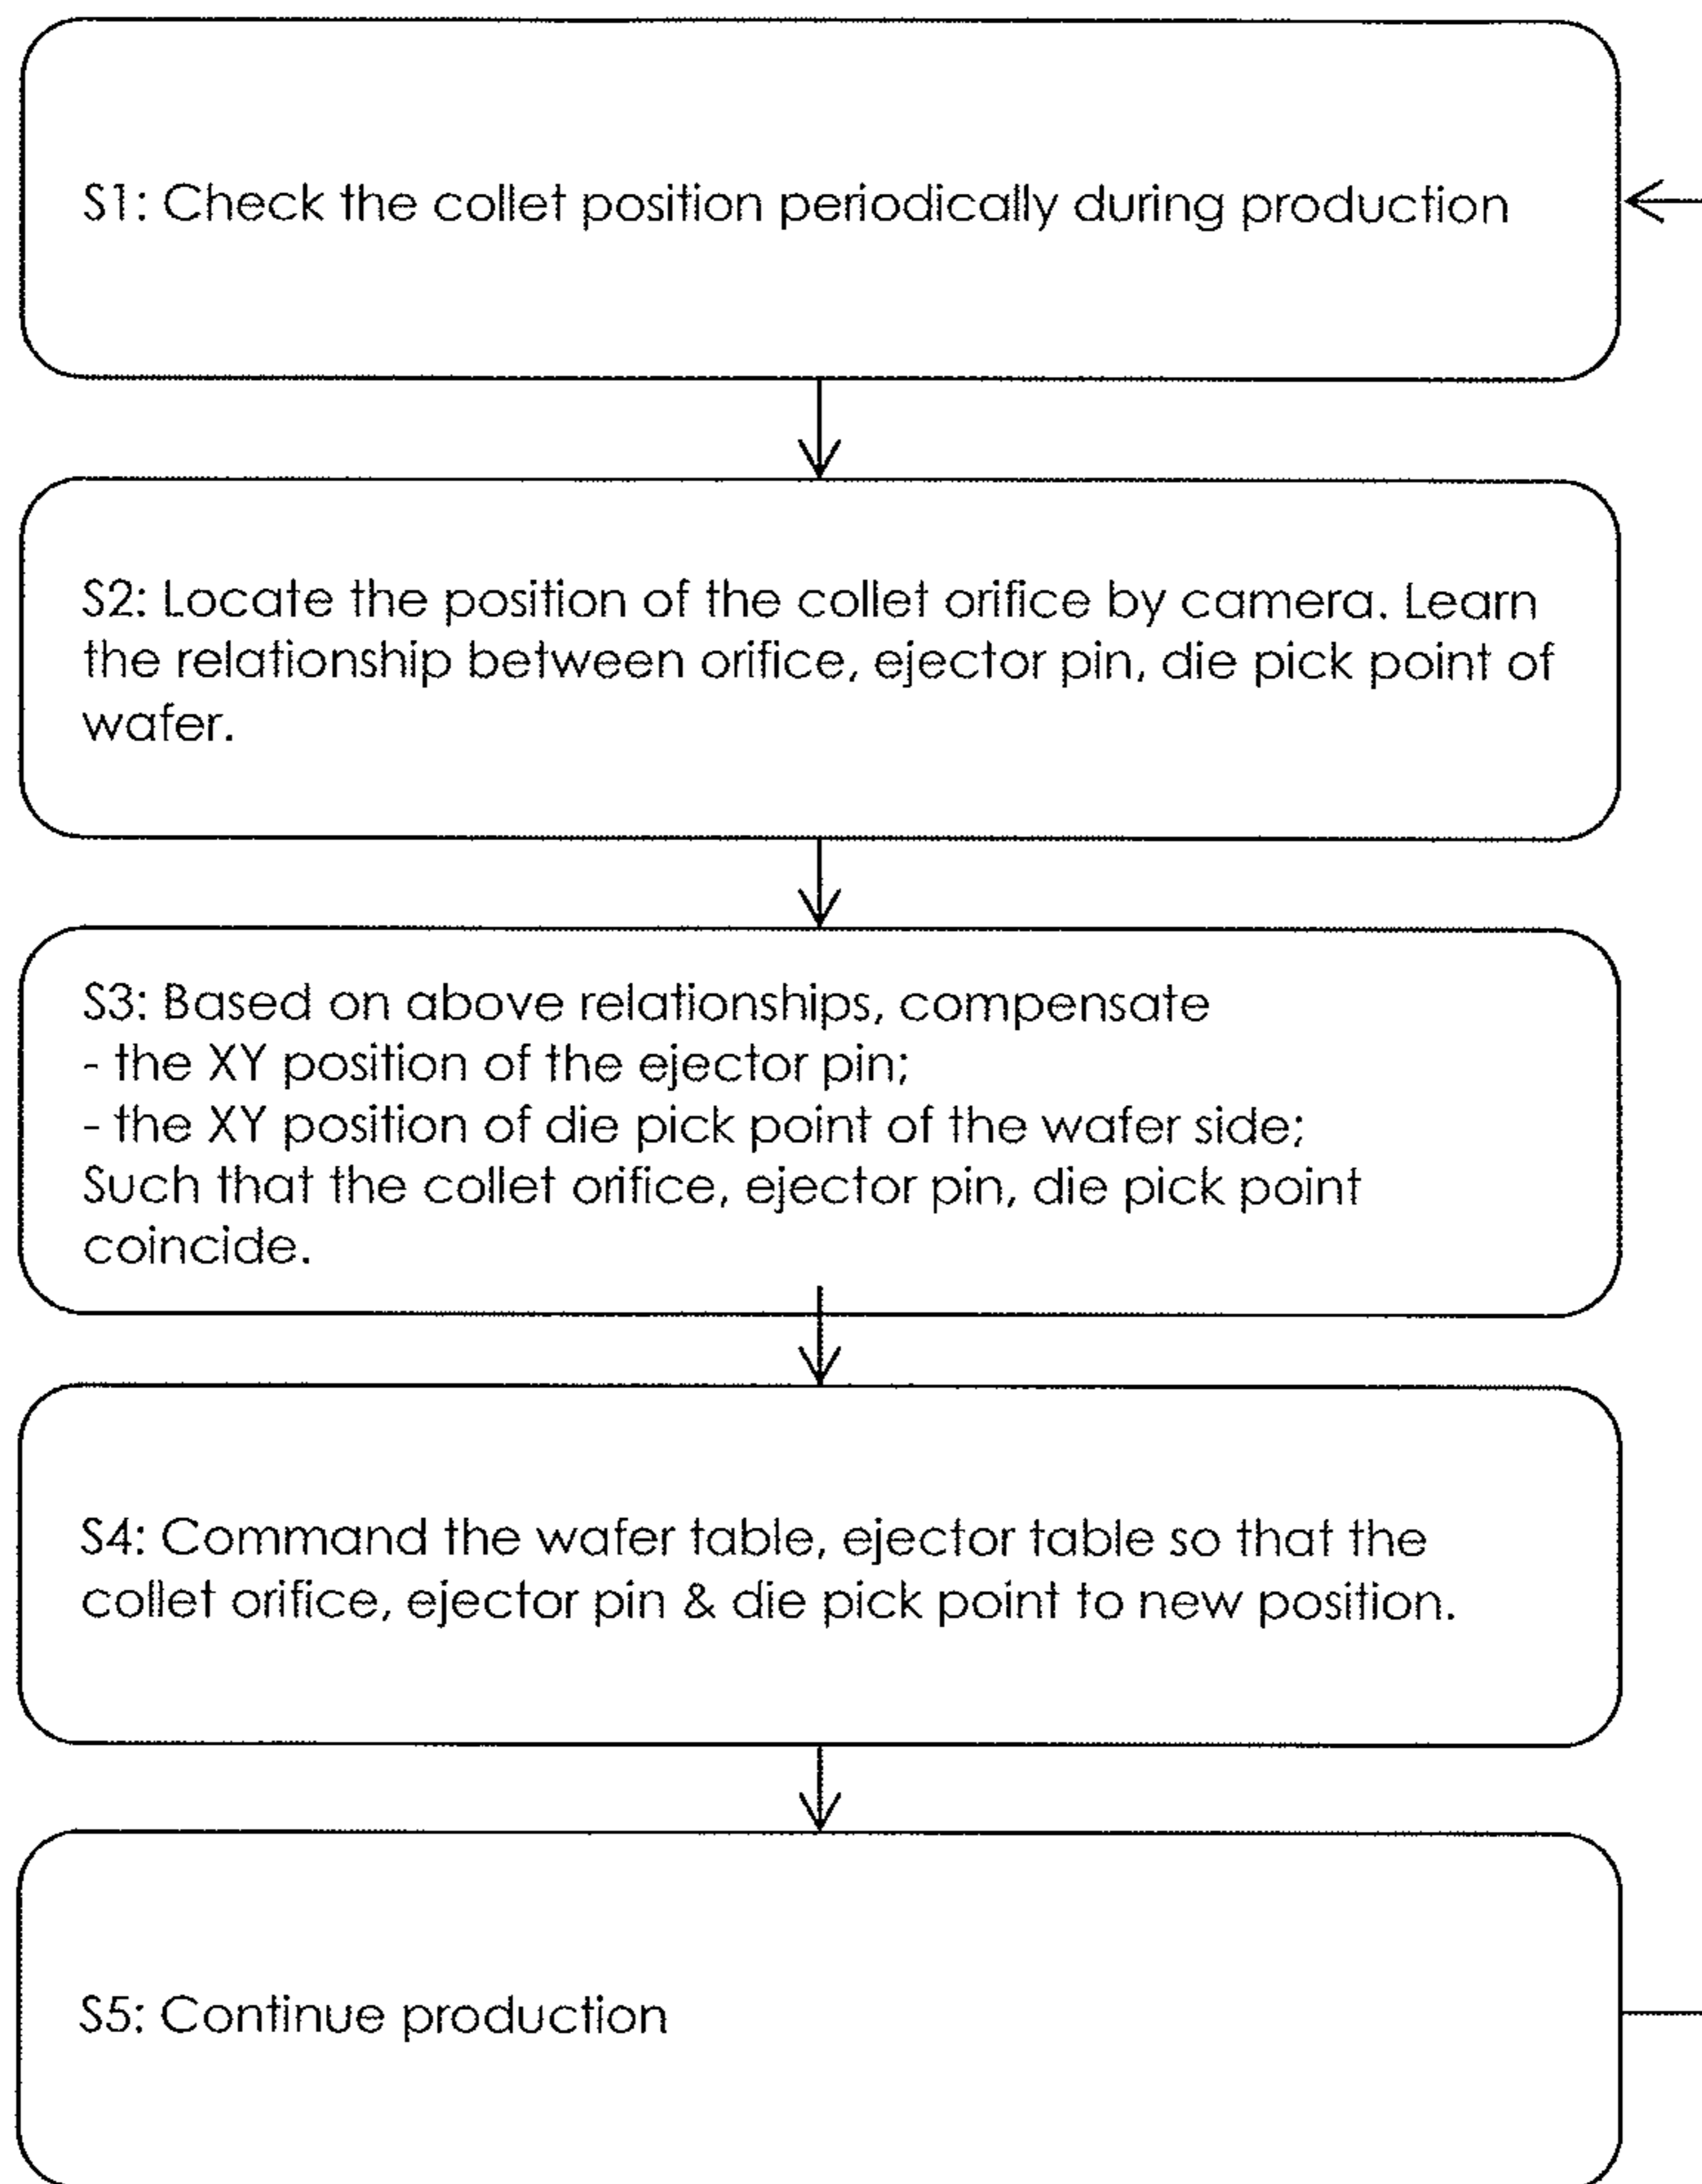 S1: Check the collet position periodically during production
S2: Locate the position of the collet orifice by camera. Learn
the relationship between orifice, ejector pin, die pick point of
wafer.
S3: Based on above relationships, compensate
- the XY position of the ejector pin;
- the XY position of die pick point of the wafer side;
Such that the collet orifice, ejector pin, die pick point
coincide.
S4: Command the wafer table, ejector table so that the
collet orifice, ejector pin & die pick point to new position.
S5: Continue production